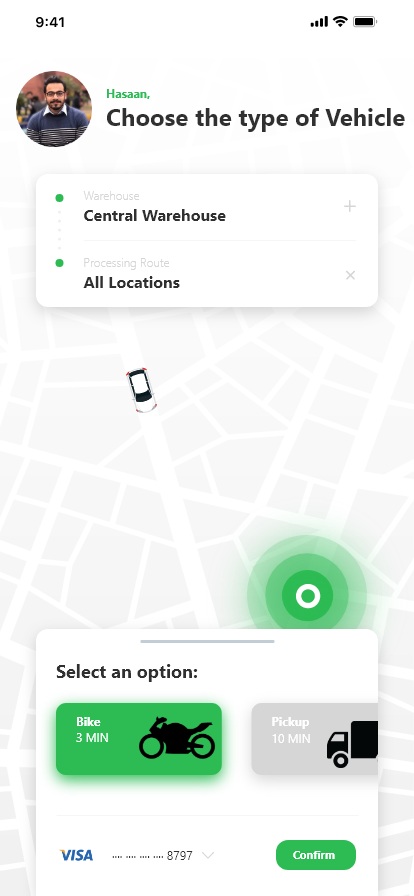 9:41
Hasaan,
Choose the type of Vehicle
Warehouse
Central Warehouse
Processing Route
All Locations
Select an option:
Bike
3 MIN
Pickup
10 MIN
VISA
.... .... .... .... 8797
Confirm